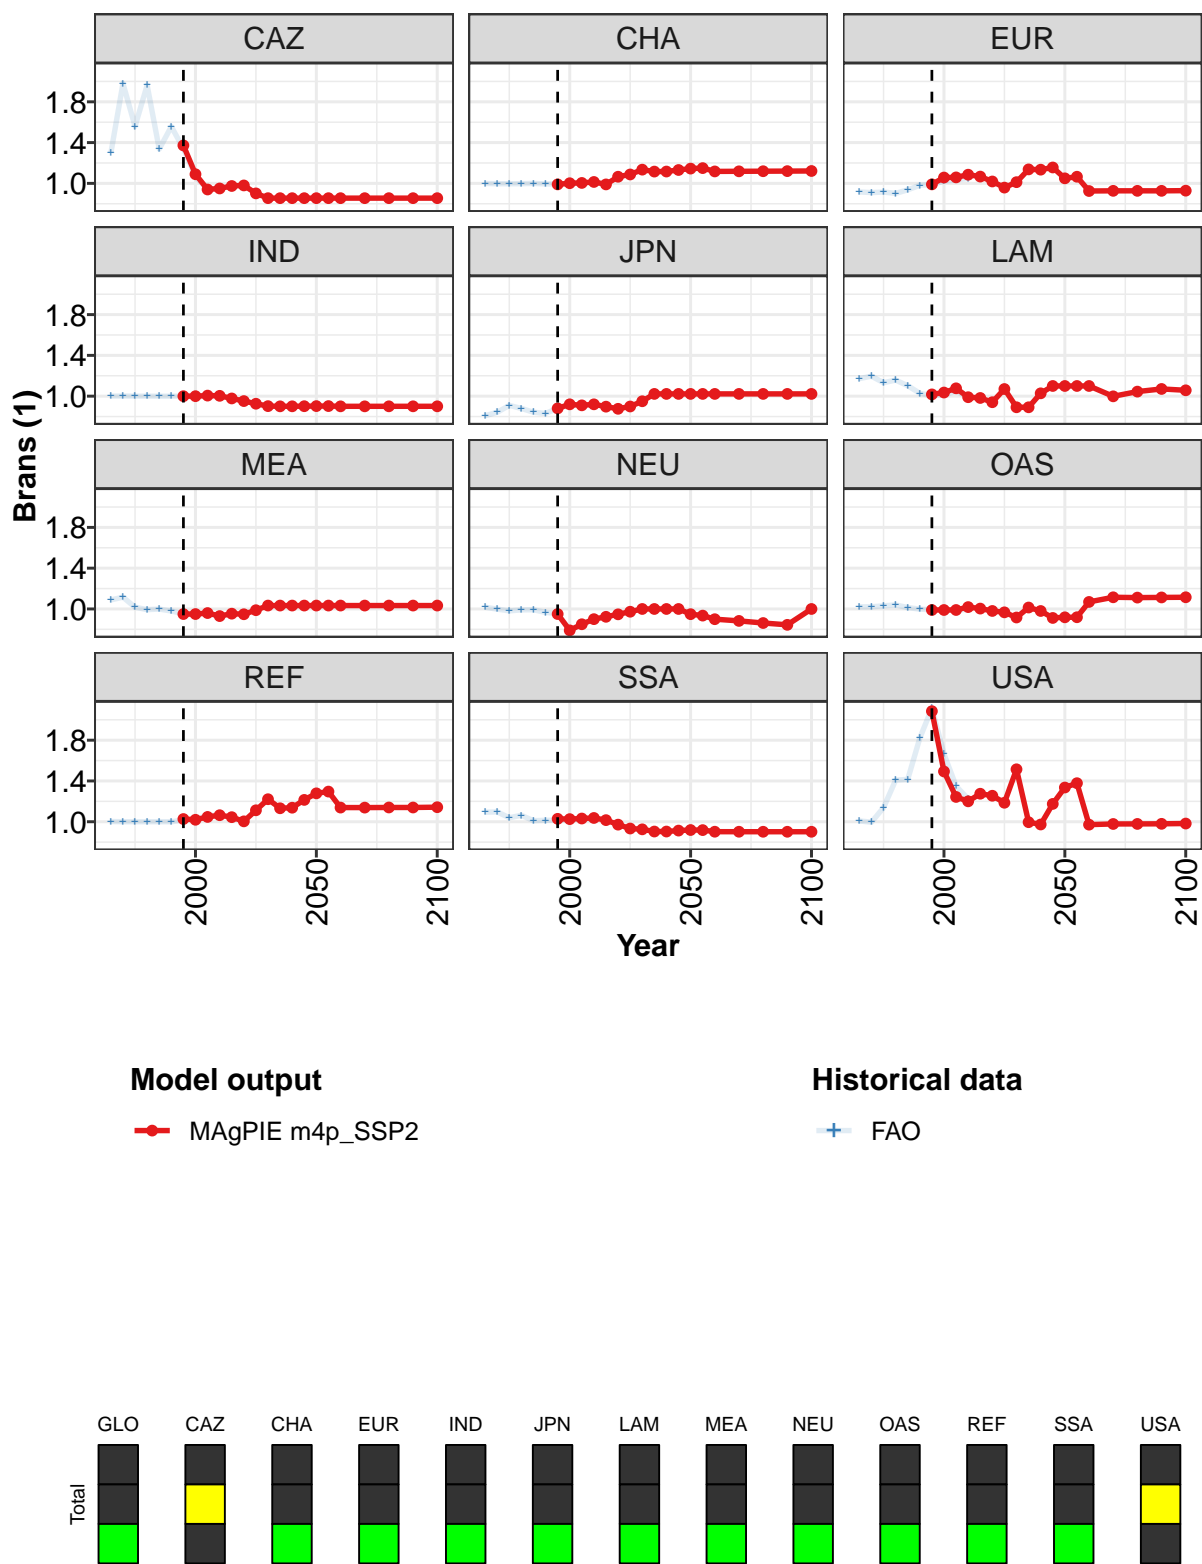 CAZ CHA EUR
1.8
1.4
1.0
IND JPN LAM
1.8
1.4
1.0
MEA NEU OAS
1.8
1.4
1.0
REF SSA USA
1.8
1.4
1.0
Brans (1)
2000 2050 2100 2000 2050 2100 2000 2050 2100
Year
Model output Historical data
MAgPIE m4p_SSP2 FAO
GLO CAZ CHA EUR IND JPN LAM MEA NEU OAS REF SSA USA
Total